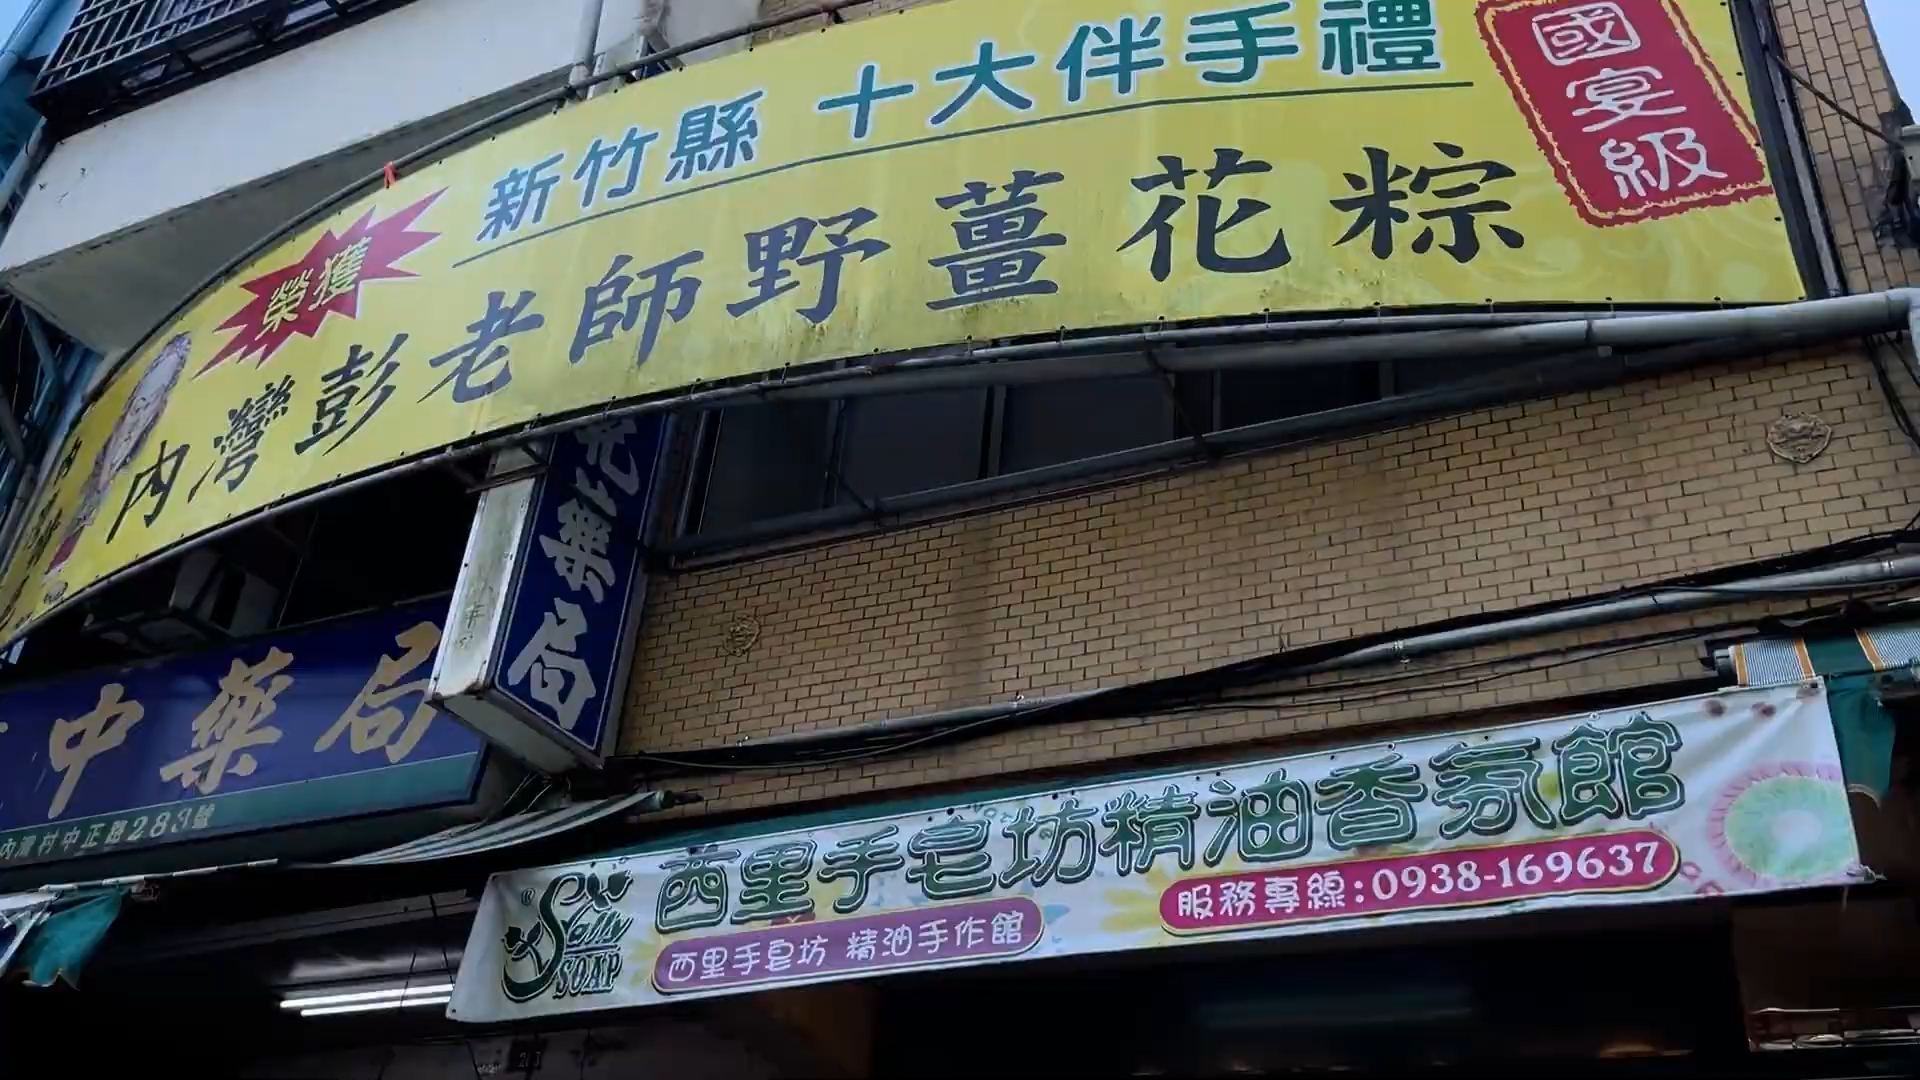 榮獲
新竹縣 十大伴手禮
國宴級
內灣彭老師野薑花粽
藥局
中藥局
內灣村中正路283號
Sally SOAP
西里手皂坊精油香氛館
西里手皂坊 精油手作館
服務專線:0938-169637